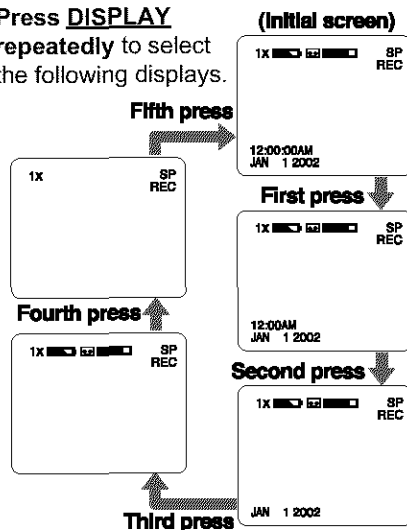 Press DISPLAY
repeatedly to select
the following displays.
(Initial screen)
1x SP
REC
12:00:00AM
JAN 1 2002
First press
1x SP
REC
12:00AM
JAN 1 2002
Second press
1x SP
REC
JAN 1 2002
Third press
1x SP
REC
Fourth press
1x SP
REC
Fifth press